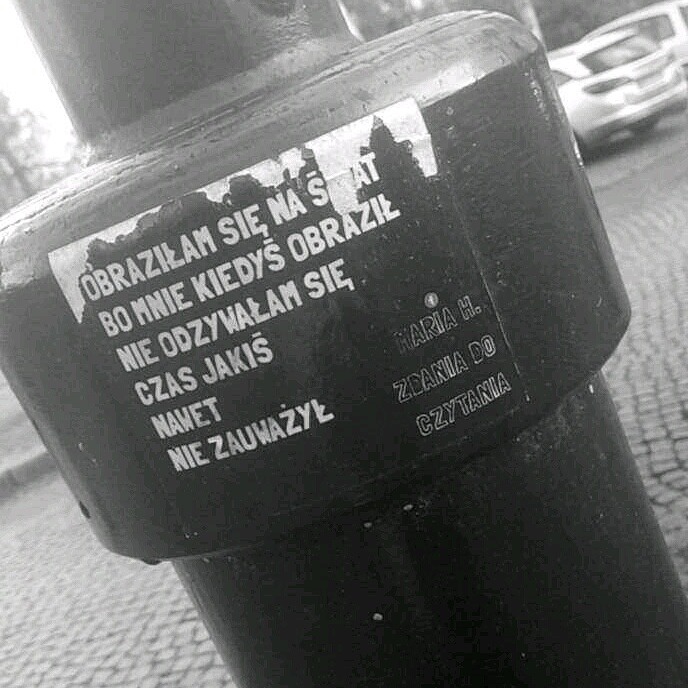 OBRAZIŁAM SIĘ NA ŚWIAT
BO MNIE KIEDYŚ OBRAZIŁ
NIE ODZYWAŁAM SIĘ
CZAS JAKIŚ
NAWET
NIE ZAUWAŻYŁ
MARIA H.
ZDANIA DO
CZYTANIA